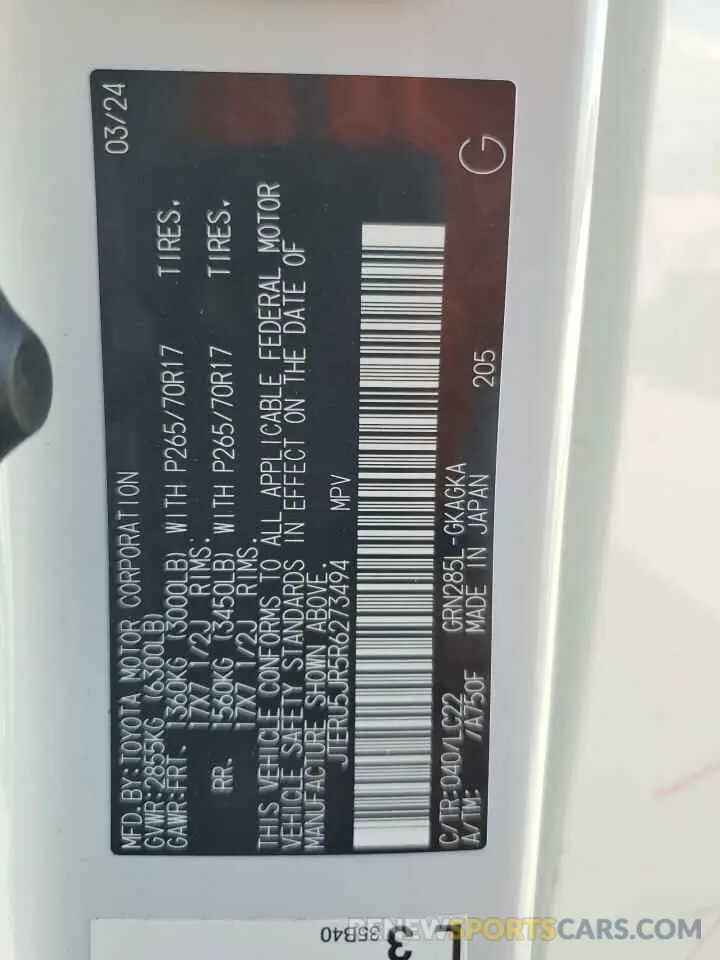 MFD.BY:TOYOTA MOTOR CORPORATION 03/24
GVWR:2855KG (6300LB)
GAWR:FRT. 1360KG (3000LB) WITH P265/70R17 TIRES,
17X7 1/2J RIMS.
RR. 1560KG (3450LB) WITH P265/70R17 TIRES,
17X7 1/2J RIMS.
THIS VEHICLE CONFORMS TO ALL APPLICABLE FEDERAL MOTOR
VEHICLE SAFETY STANDARDS IN EFFECT ON THE DATE OF
MANUFACTURE SHOWN ABOVE.
JTERU5JR5R6273494 MPV
C/TR:040/LC22 GRN285L-GKAGKA G
A/TM: /A750F MADE IN JAPAN 205
35B40
3
RENEWSPORTSCARS.COM